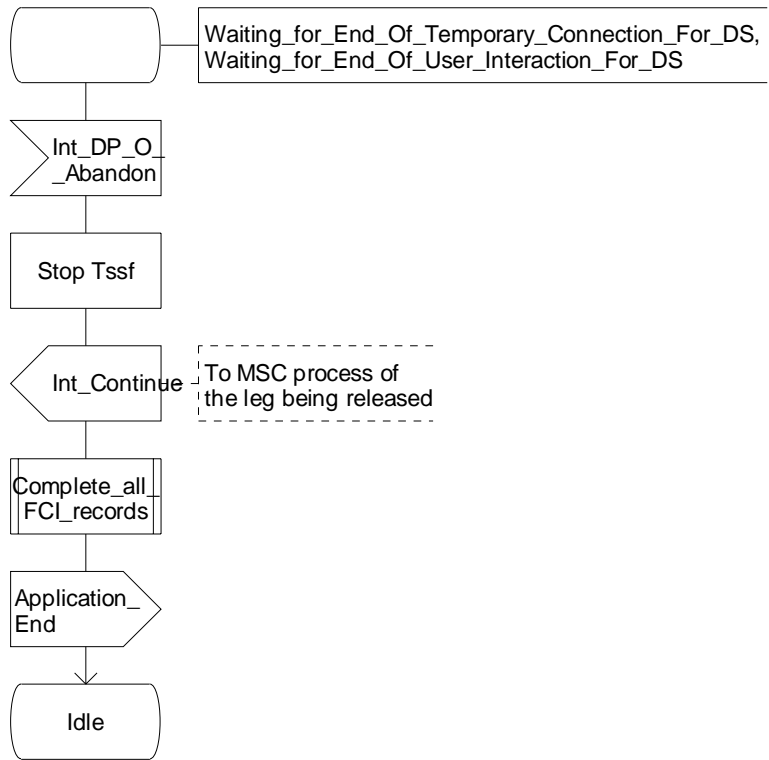 Waiting_for_End_Of_Temporary_Connection_For_DS,
Waiting_for_End_Of_User_Interaction_For_DS
Int_DP_O_
_Abandon
Stop Tssf
Int_Continue
To MSC process of
the leg being released
Complete_all_
FCI_records
Application_
End
Idle